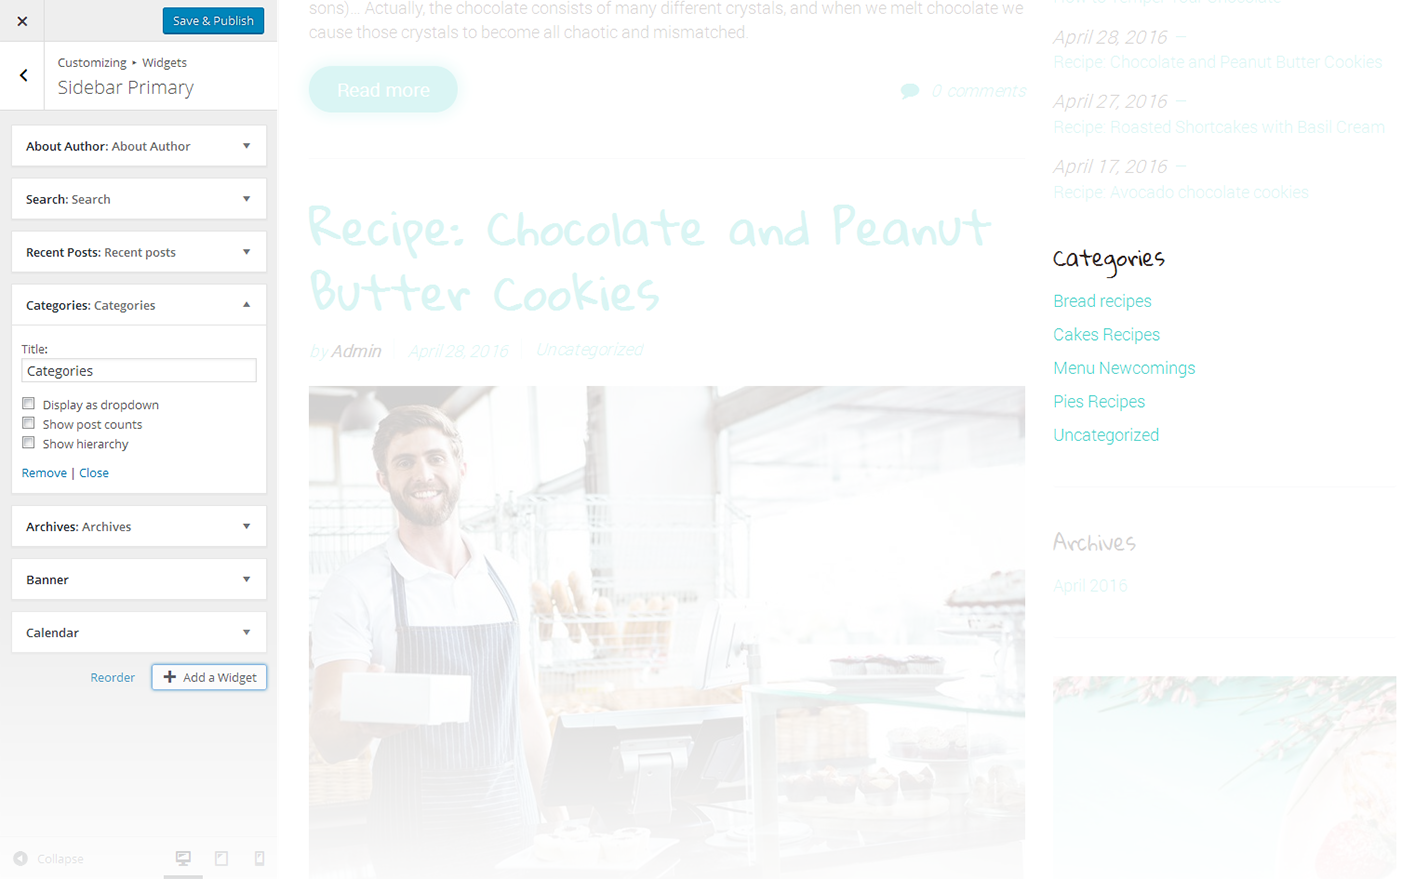 Save & Publish
Customizing ▸ Widgets
Sidebar Primary
About Author: About Author
Search: Search
Recent Posts: Recent posts
Categories: Categories
Title:
Categories
Display as dropdown
Show post counts
Show hierarchy
Remove | Close
Archives: Archives
Banner
Calendar
Reorder
Add a Widget
Collapse
sons)... Actually, the chocolate consists of many different crystals, and when we melt chocolate we
cause those crystals to become all chaotic and mismatched.
Read more
0 comments
Recipe: Chocolate and Peanut
Butter Cookies
by Admin
April 28, 2016
Uncategorized
How to Temper Your Chocolate
April 28, 2016 –
Recipe: Chocolate and Peanut Butter Cookies
April 27, 2016 –
Recipe: Roasted Shortcakes with Basil Cream
April 17, 2016 –
Recipe: Avocado chocolate cookies
Categories
Bread recipes
Cakes Recipes
Menu Newcomings
Pies Recipes
Uncategorized
Archives
April 2016